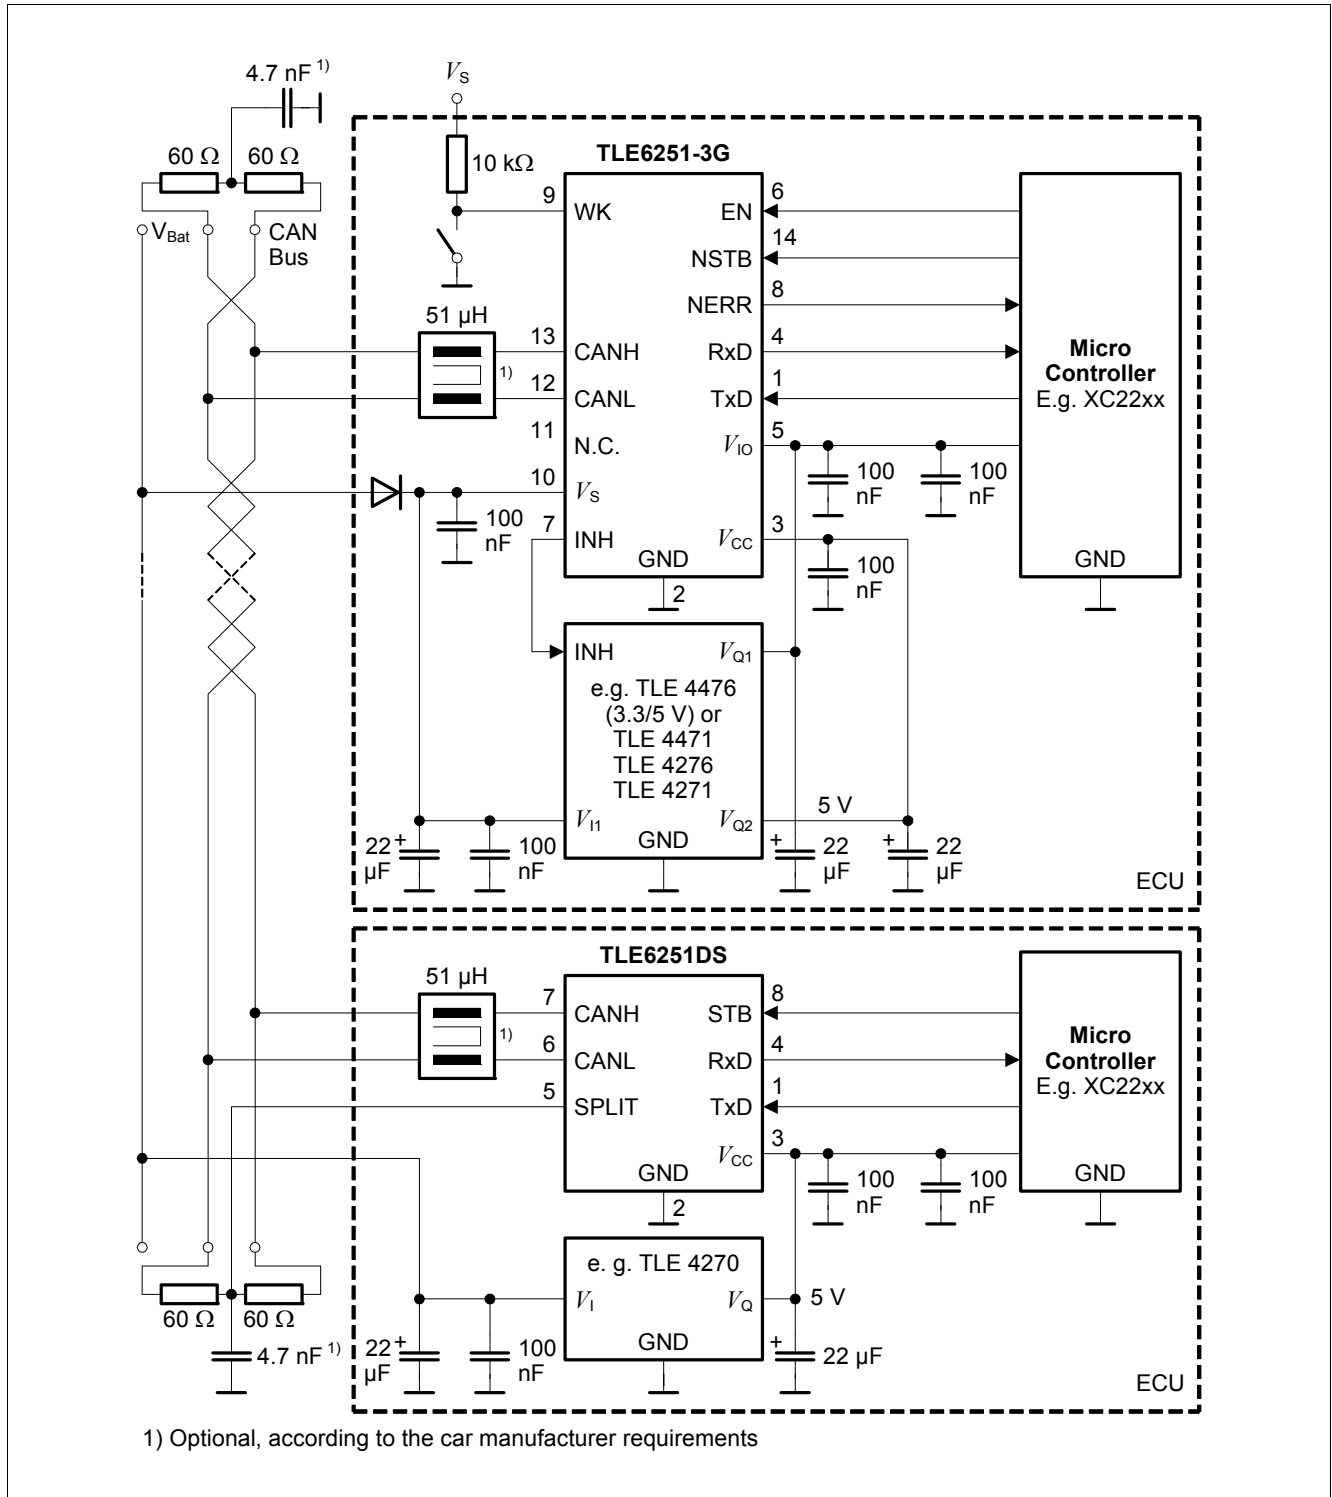 4.7 nF 1)
VS
60 Ω
60 Ω
VBat
CAN
Bus
10 kΩ
TLE6251-3G
9
WK
EN
6
NSTB
14
NERR
8
51 µH
1)
13
CANH
RxD
4
12
CANL
TxD
1
11
N.C.
VIO
5
10
VS
7
INH
VCC
3
GND
2
100
nF
100
nF
100
nF
100
nF
Micro
Controller
E.g. XC22xx
GND
INH
VQ1
e.g. TLE 4476
(3.3/5 V) or
TLE 4471
TLE 4276
TLE 4271
VI1
VQ2
5 V
GND
22
µF
+
100
nF
+
22
µF
+
22
µF
ECU
TLE6251DS
51 µH
1)
7
CANH
STB
8
6
CANL
RxD
4
5
SPLIT
TxD
1
VCC
3
GND
2
100
nF
100
nF
Micro
Controller
E.g. XC22xx
GND
e. g. TLE 4270
VI
VQ
5 V
GND
60 Ω
60 Ω
4.7 nF 1)
22
µF
+
100
nF
+
22 µF
ECU
1) Optional, according to the car manufacturer requirements